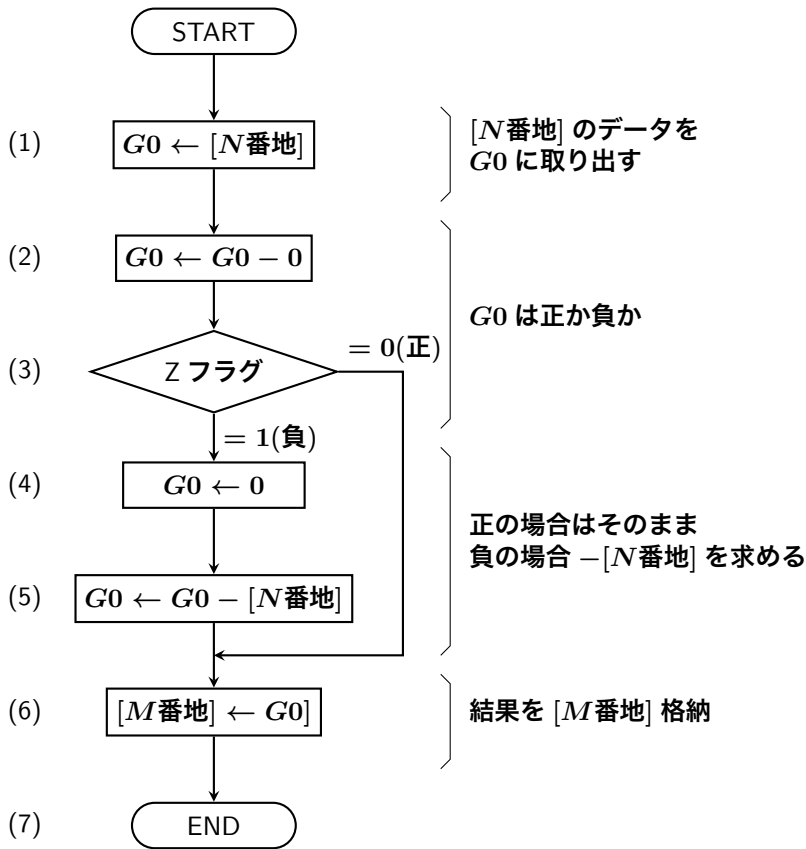 START
(1)
G0 ← [N番地]
[N番地] のデータを
G0 に取り出す
(2)
G0 ← G0 − 0
G0 は正か負か
(3)
Z フラグ
= 0(正)
= 1(負)
(4)
G0 ← 0
正の場合はそのまま
負の場合 −[N番地] を求める
(5)
G0 ← G0 − [N番地]
(6)
[M番地] ← G0]
結果を [M番地] 格納
(7)
END